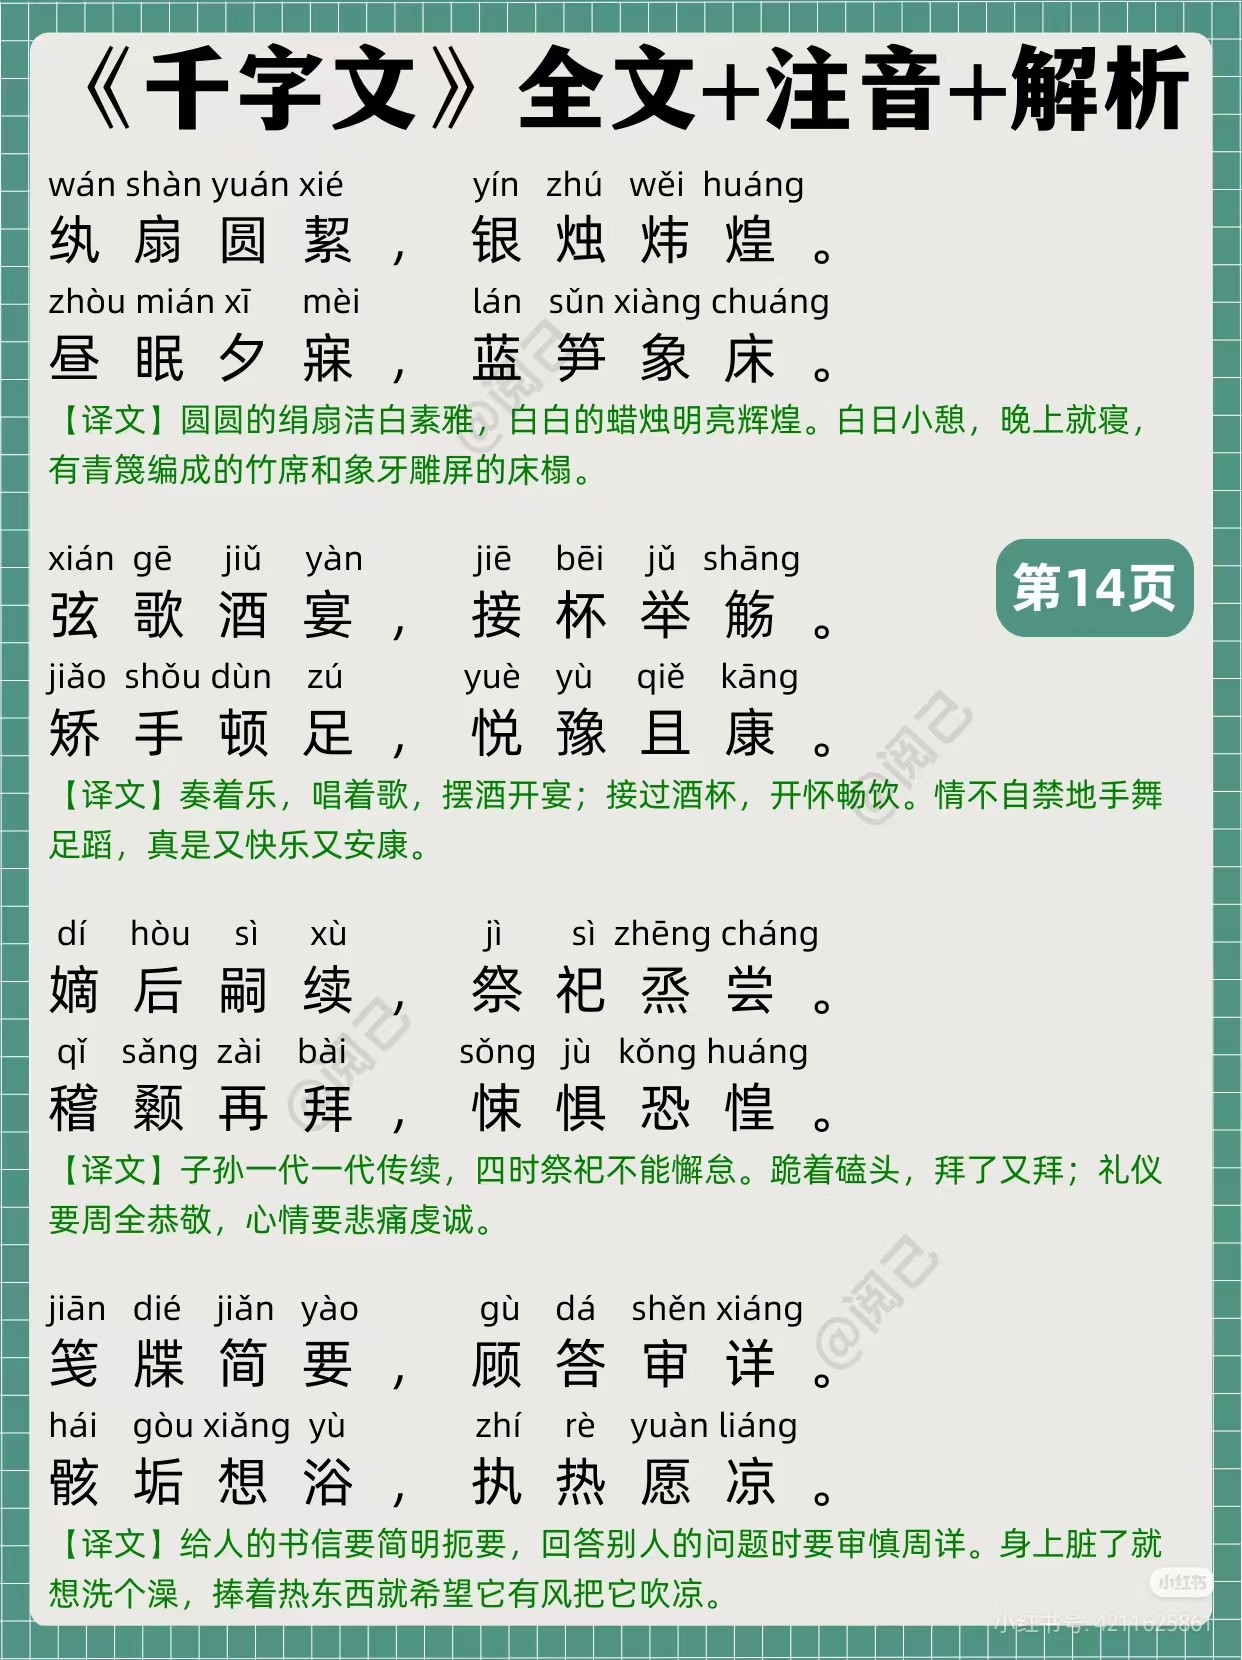 《千字文》全文+注音+解析
wán shàn yuán xié yín zhú wěi huáng
纨扇圆絜，银烛炜煌。
zhòu mián xī mèi lán sǔn xiàng chuáng
昼眠夕寐，蓝笋象床。
【译文】圆圆的绢扇洁白素雅，白白的蜡烛明亮辉煌。白日小憩，晚上就寝，
有青篾编成的竹席和象牙雕屏的床榻。
xián gē jiǔ yàn jiē bēi jǔ shāng
弦歌酒宴，接杯举觞。
第14页
jiǎo shǒu dùn zú yuè yù qiě kāng
矫手顿足，悦豫且康。
【译文】奏着乐，唱着歌，摆酒开宴；接过酒杯，开怀畅饮。情不自禁地手舞
足蹈，真是又快乐又安康。
dí hòu sì xù jì sì zhēng cháng
嫡后嗣续，祭祀烝尝。
qǐ sǎng zài bài sǒng jù kǒng huáng
稽颡再拜，悚惧恐惶。
【译文】子孙一代一代传续，四时祭祀不能懈怠。跪着磕头，拜了又拜；礼仪
要周全恭敬，心情要悲痛虔诚。
jiān dié jiǎn yào gù dá shěn xiáng
笺牒简要，顾答审详。
hái gòu xiǎng yù zhí rè yuàn liáng
骸垢想浴，执热愿凉。
【译文】给人的书信要简明扼要，回答别人的问题时要审慎周详。身上脏了就
想洗个澡，捧着热东西就希望它有风把它吹凉。
@阅己
@阅己
@阅己
@阅己
小红书
小红书号: 4211625861